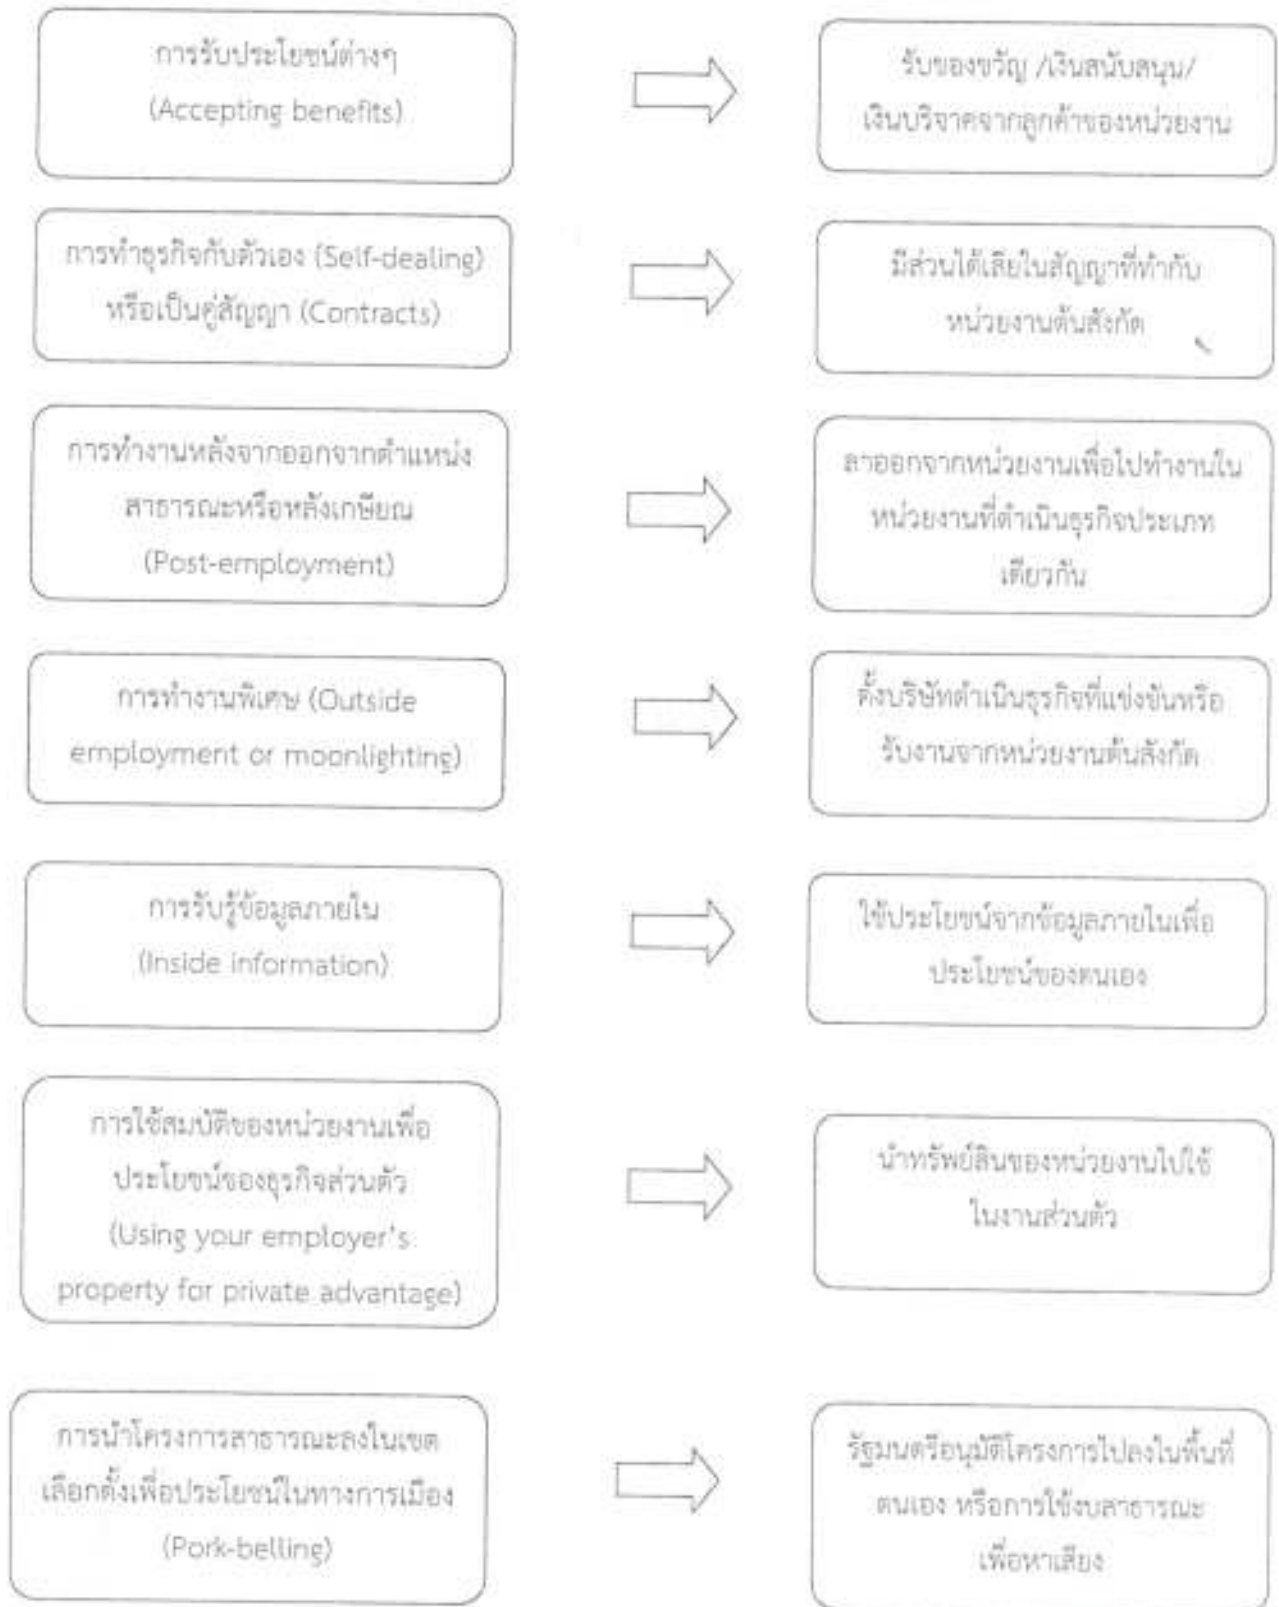 การรับประโยชน์ต่างๆ
(Accepting benefits)
รับของขวัญ /เงินสนับสนุน/
เงินบริจาคจากลูกค้าของหน่วยงาน
การทำธุรกิจกับตัวเอง (Self-dealing)
หรือเป็นคู่สัญญา (Contracts)
มีส่วนได้เสียในสัญญาที่ทำกับ
หน่วยงานต้นสังกัด
การทำงานหลังจากออกจากตำแหน่ง
สาธารณะหรือหลังเกษียณ
(Post-employment)
ลาออกจากหน่วยงานเพื่อไปทำงานใน
หน่วยงานที่ดำเนินธุรกิจประเภท
เดียวกัน
การทำงานพิเศษ (Outside
employment or moonlighting)
ตั้งบริษัทดำเนินธุรกิจที่แข่งขันหรือ
รับงานจากหน่วยงานต้นสังกัด
การรับรู้ข้อมูลภายใน
(Inside information)
ใช้ประโยชน์จากข้อมูลภายในเพื่อ
ประโยชน์ของตนเอง
การใช้สมบัติของหน่วยงานเพื่อ
ประโยชน์ของธุรกิจส่วนตัว
(Using your employer's
property for private advantage)
นำทรัพย์สินของหน่วยงานไปใช้
ในงานส่วนตัว
การนำโครงการสาธารณะลงในเขต
เลือกตั้งเพื่อประโยชน์ในทางการเมือง
(Pork-belling)
รัฐมนตรีอนุมัติโครงการไปลงในพื้นที่
ตนเอง หรือการใช้งบสาธารณะ
เพื่อหาเสียง